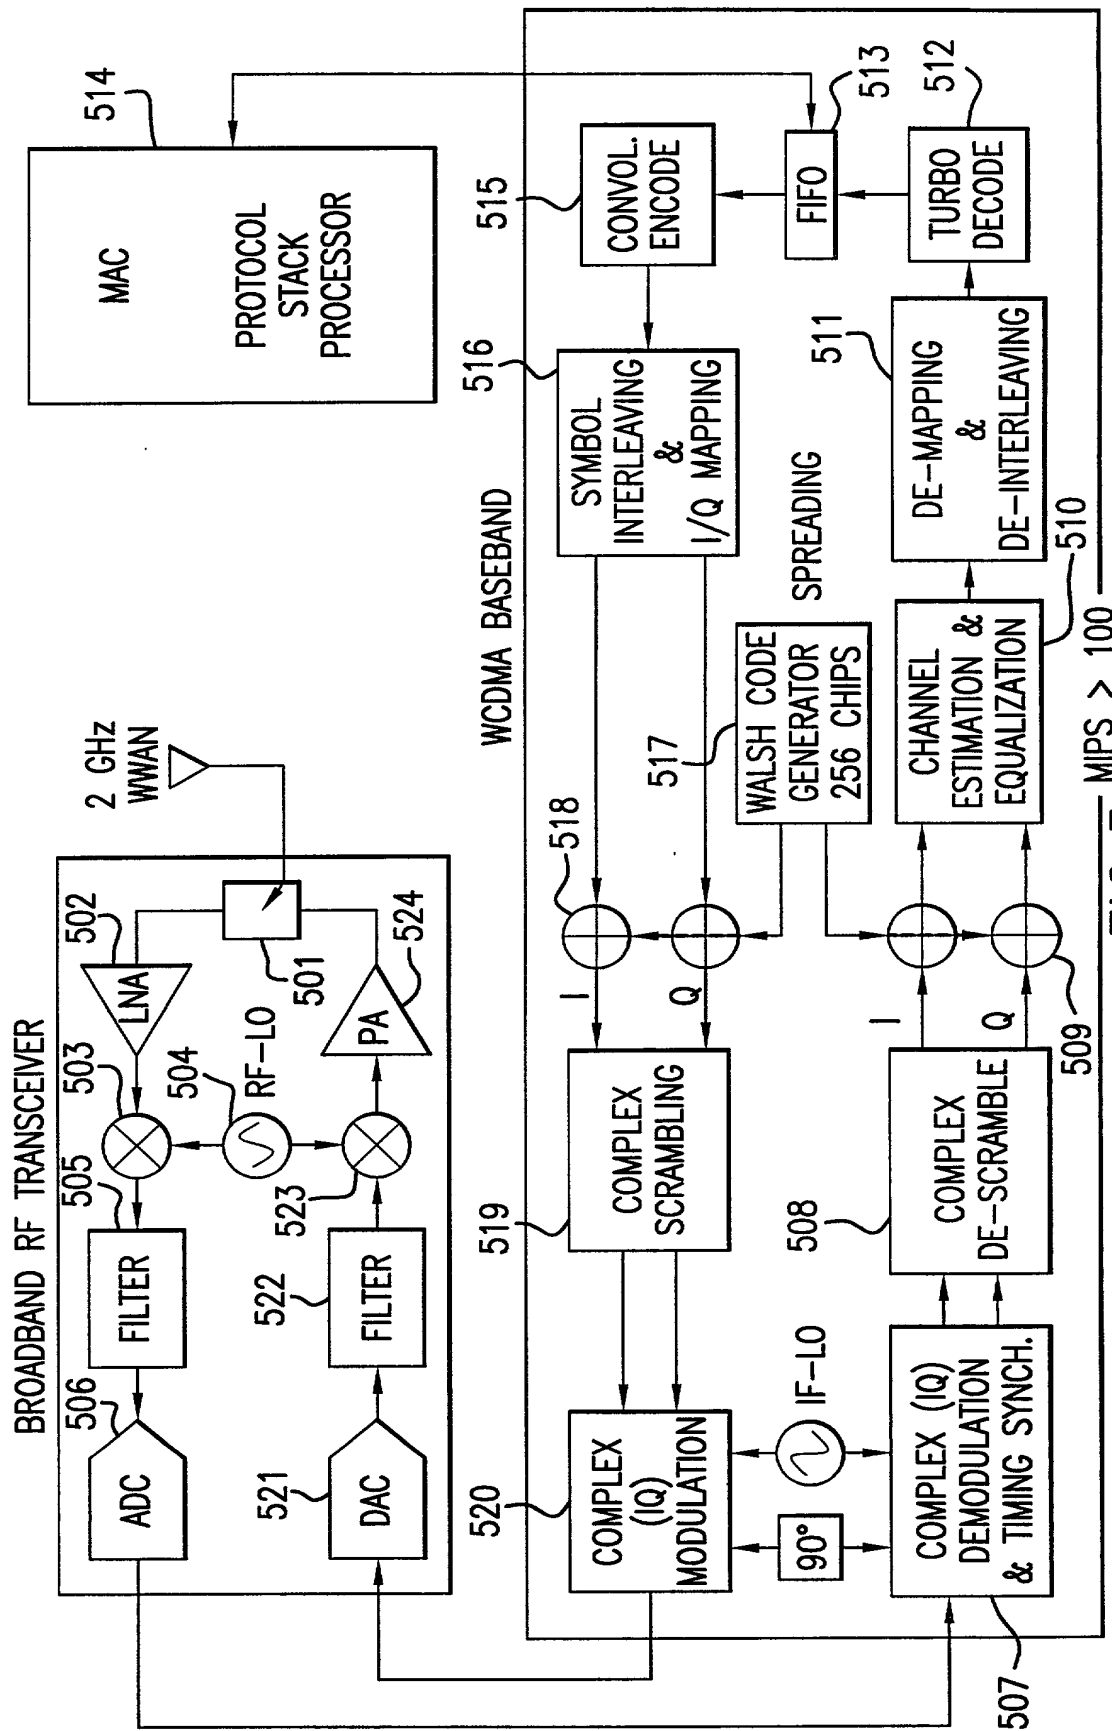 BROADBAND RF TRANSCEIVER
2 GHz
WWAN
514
MAC
PROTOCOL
STACK
PROCESSOR
506
ADC
505
FILTER
503
502
LNA
504
RF-LO
501
521
DAC
522
FILTER
523
PA
524
WCDMA BASEBAND
520
COMPLEX
(IQ)
MODULATION
519
COMPLEX
SCRAMBLING
I
Q
518
516
SYMBOL
INTERLEAVING
&
I/Q MAPPING
515
CONVOL.
ENCODE
90°
IF-LO
517
WALSH CODE
GENERATOR
256 CHIPS
SPREADING
FIFO
513
COMPLEX (IQ)
DEMODULATION
& TIMING SYNCH.
507
508
COMPLEX
DE-SCRAMBLE
I
Q
509
CHANNEL
ESTIMATION &
EQUALIZATION
510
511
DE-MAPPING
&
DE-INTERLEAVING
TURBO
DECODE
512
MIPS > 100